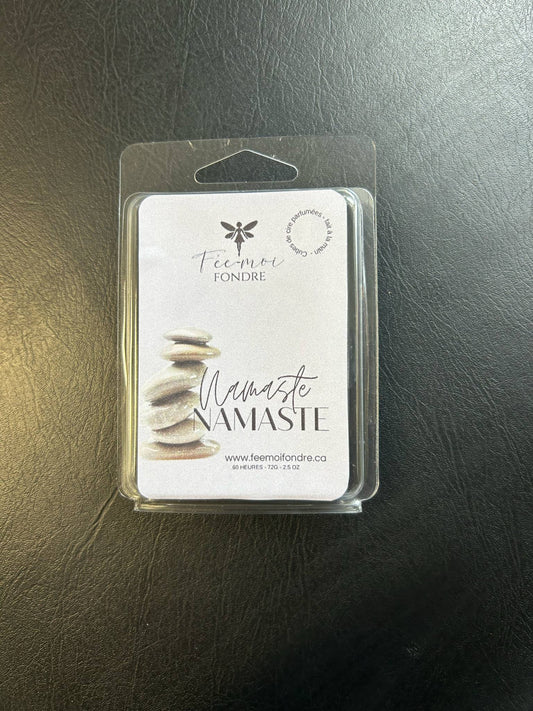 Fée-moi
FONDRE
Cubes de cire parfumées - fait à la main -
Namaste
NAMASTE
www.feemoifondre.ca
60 HEURES - 72G - 2.5 OZ